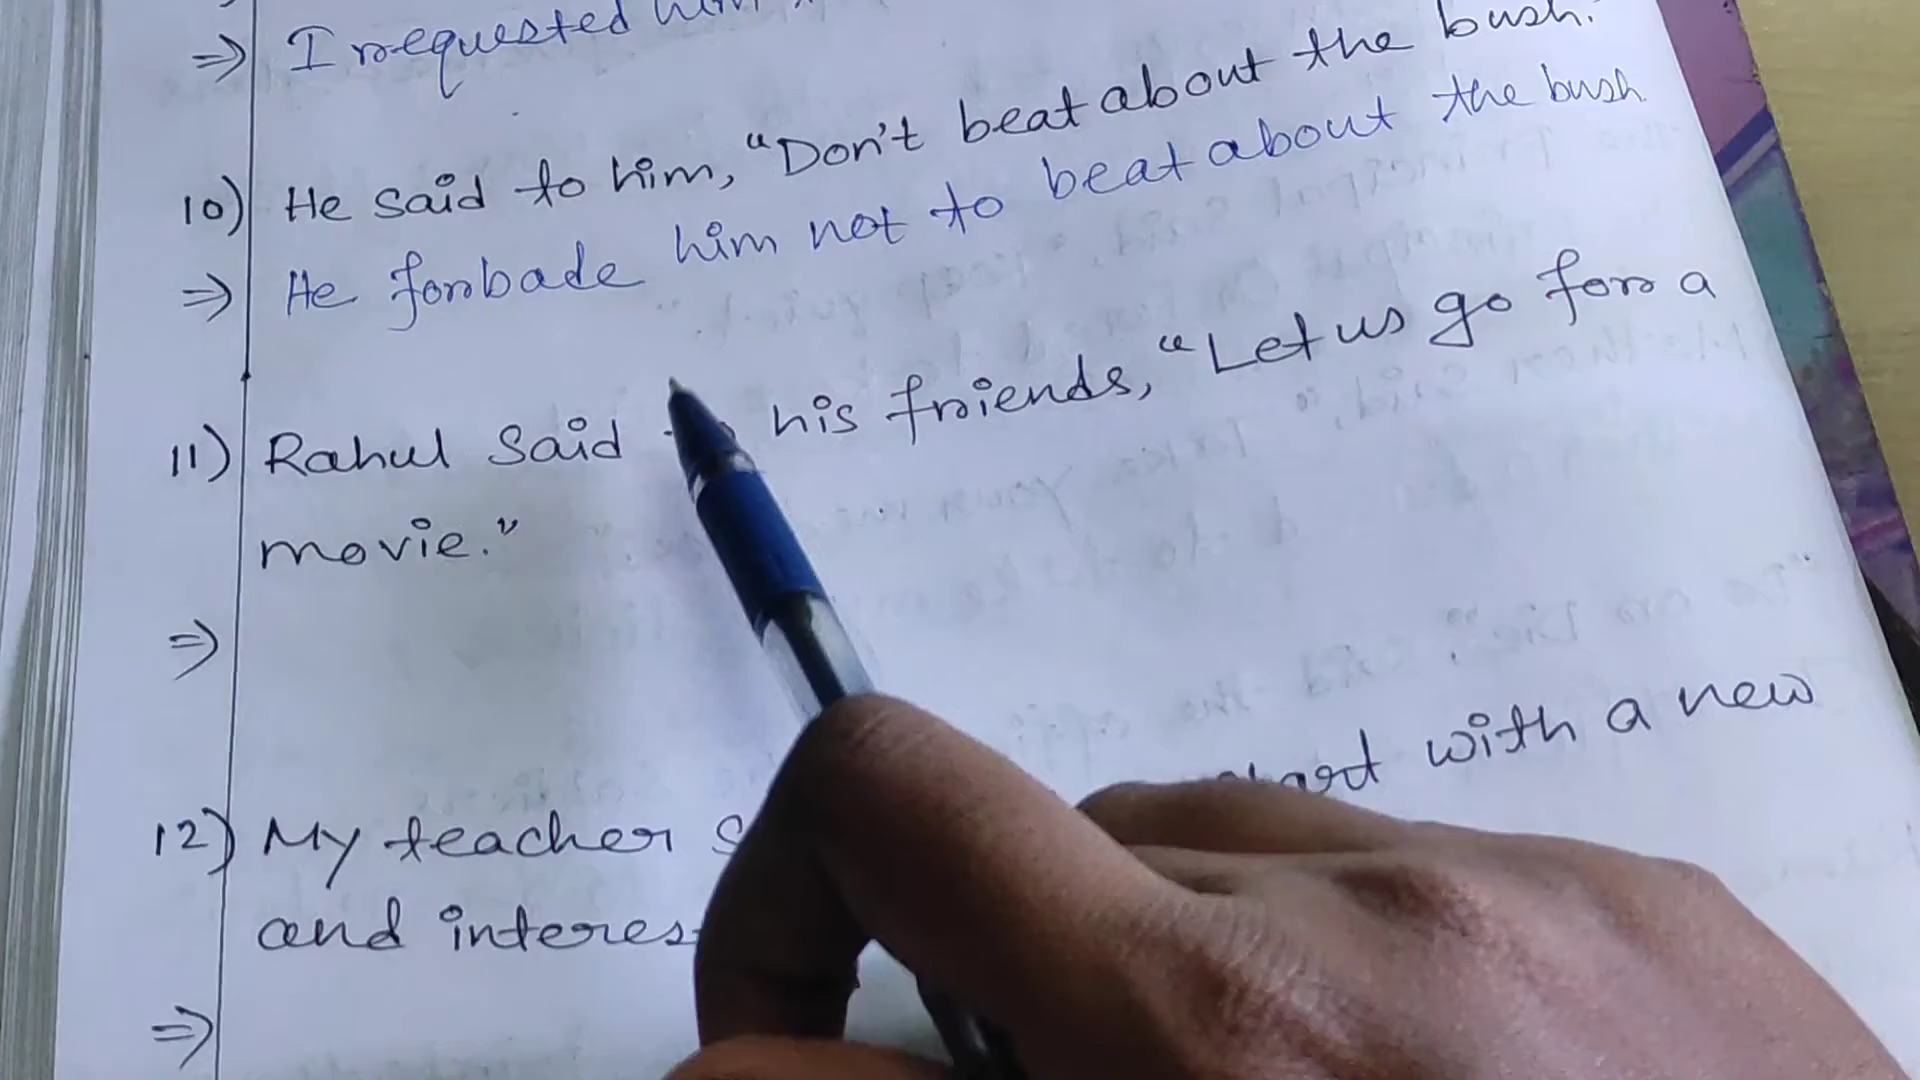 ⇒ I requested him
10) He said to him, "Don't beat about the bush.
⇒ He forbade him not to beat about the bush
11) Rahul said his friends, "Let us go for a
movie."
⇒
12) My teacher with a new
and
⇒